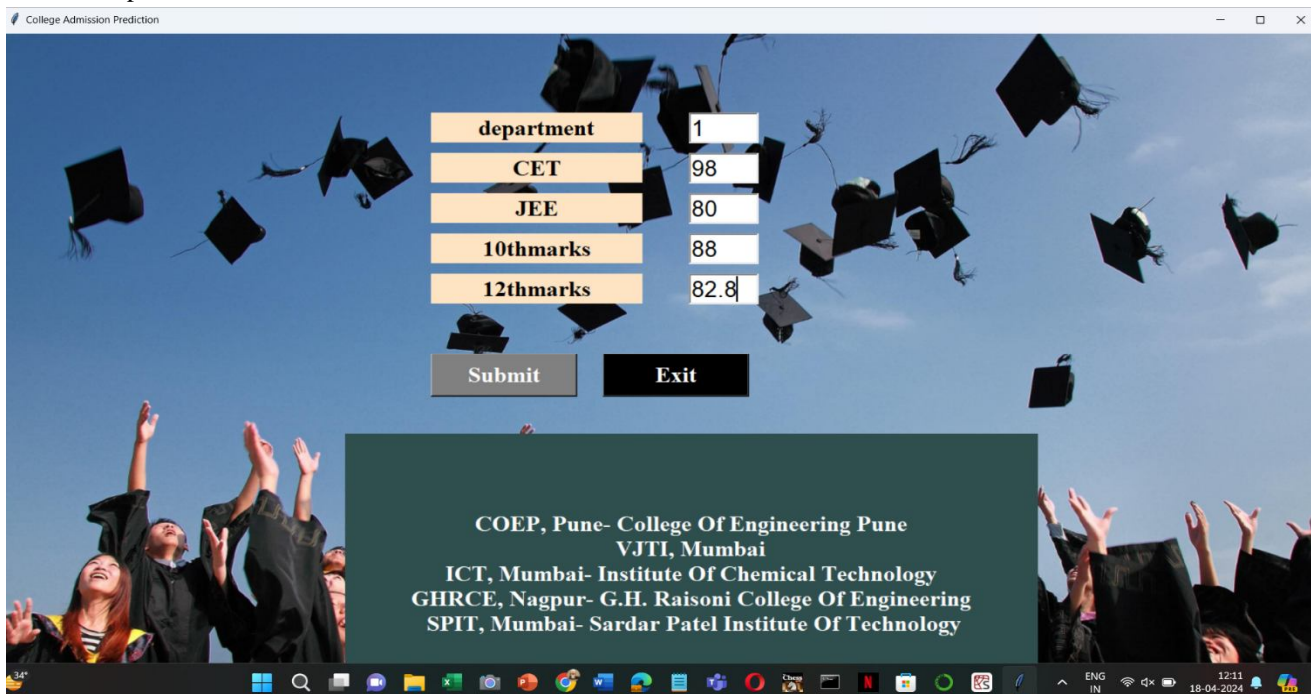 College Admission Prediction
department 1
CET 98
JEE 80
10thmarks 88
12thmarks 82.8
Submit Exit
COEP, Pune- College Of Engineering Pune
VJTI, Mumbai
ICT, Mumbai- Institute Of Chemical Technology
GHRCE, Nagpur- G.H. Raisoni College Of Engineering
SPIT, Mumbai- Sardar Patel Institute Of Technology
34°
ENG 12:11
IN 18-04-2024